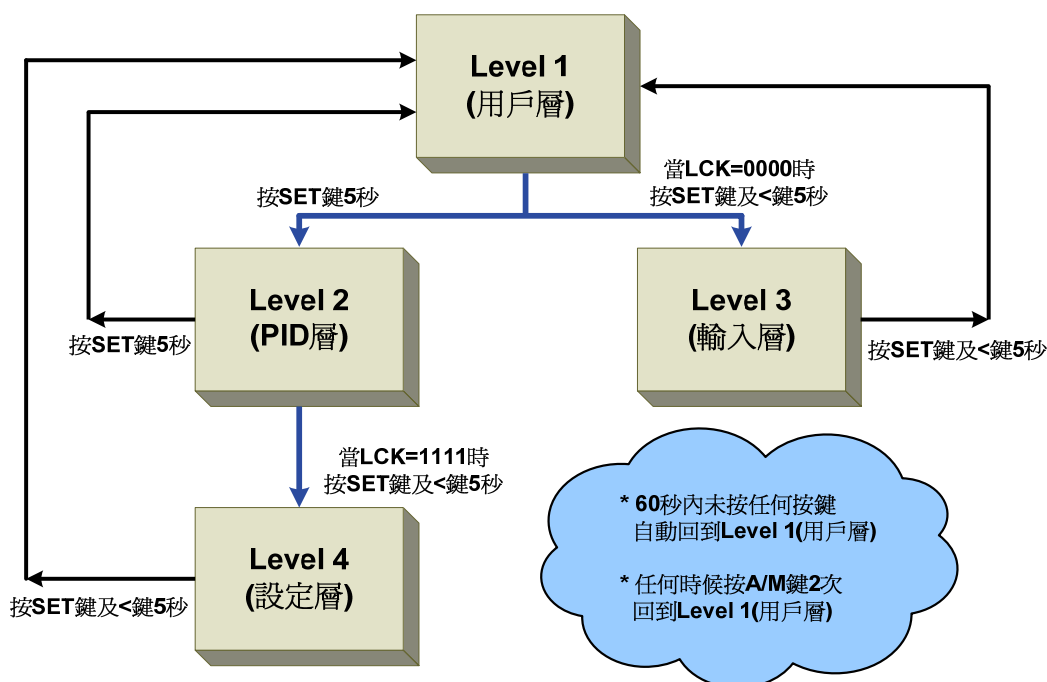 Level 1
(用戶層)
當LCK=0000時
按SET鍵及<鍵5秒
按SET鍵5秒
Level 2
(PID層)
Level 3
(輸入層)
按SET鍵5秒
按SET鍵及<鍵5秒
當LCK=1111時
按SET鍵及<鍵5秒
Level 4
(設定層)
按SET鍵及<鍵5秒
* 60秒內未按任何按鍵
自動回到Level 1(用戶層)
* 任何時候按A/M鍵2次
回到Level 1(用戶層)